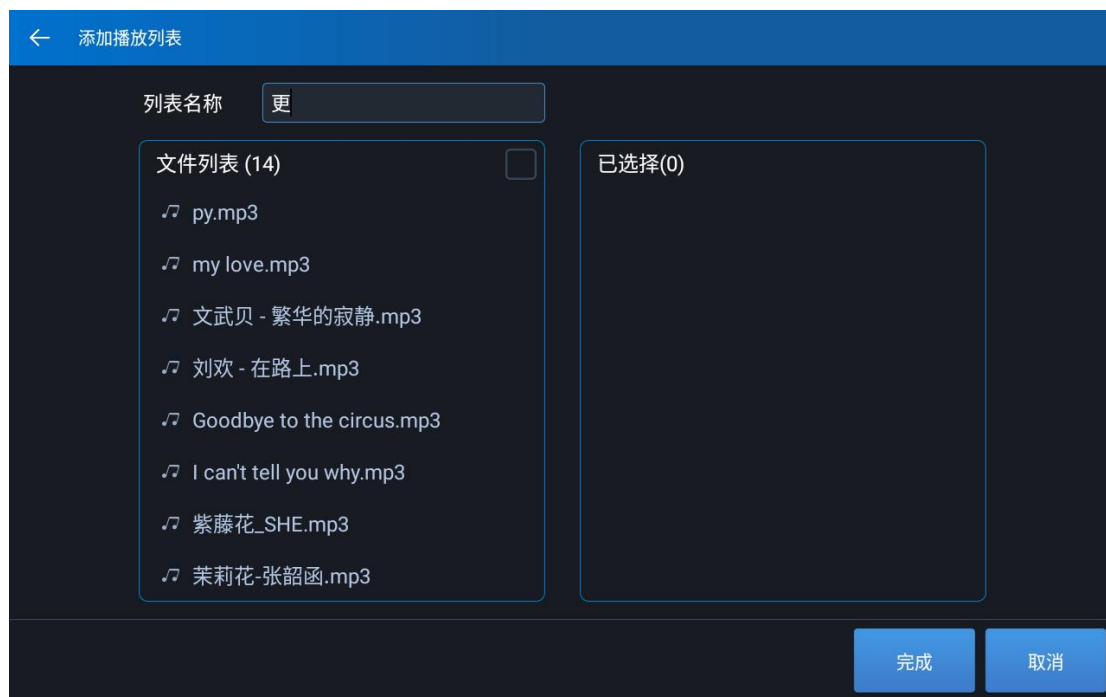 添加播放列表
列表名称 更
文件列表 (14)
py.mp3
my love.mp3
文武贝 - 繁华的寂静.mp3
刘欢 - 在路上.mp3
Goodbye to the circus.mp3
I can't tell you why.mp3
紫藤花_SHE.mp3
茉莉花-张韶函.mp3
已选择(0)
完成 取消